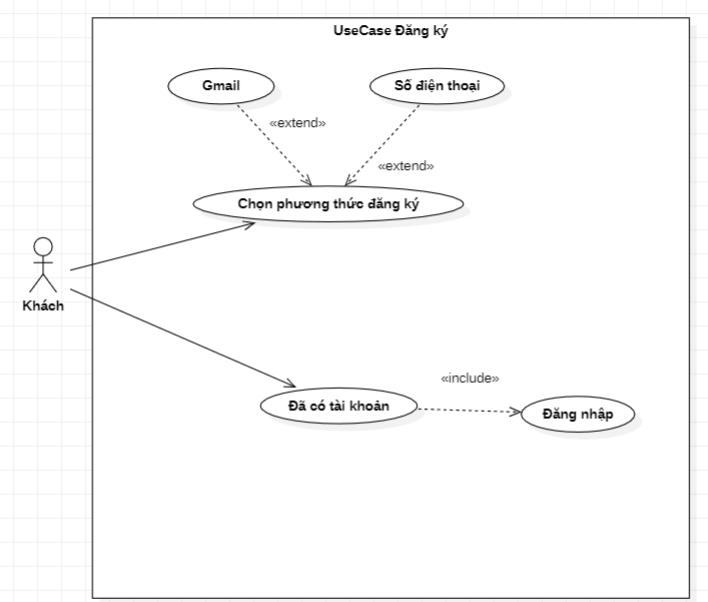 UseCase Đăng ký
Gmail
Số điện thoại
«extend»
«extend»
Chọn phương thức đăng ký
Khách
«include»
Đã có tài khoản
Đăng nhập